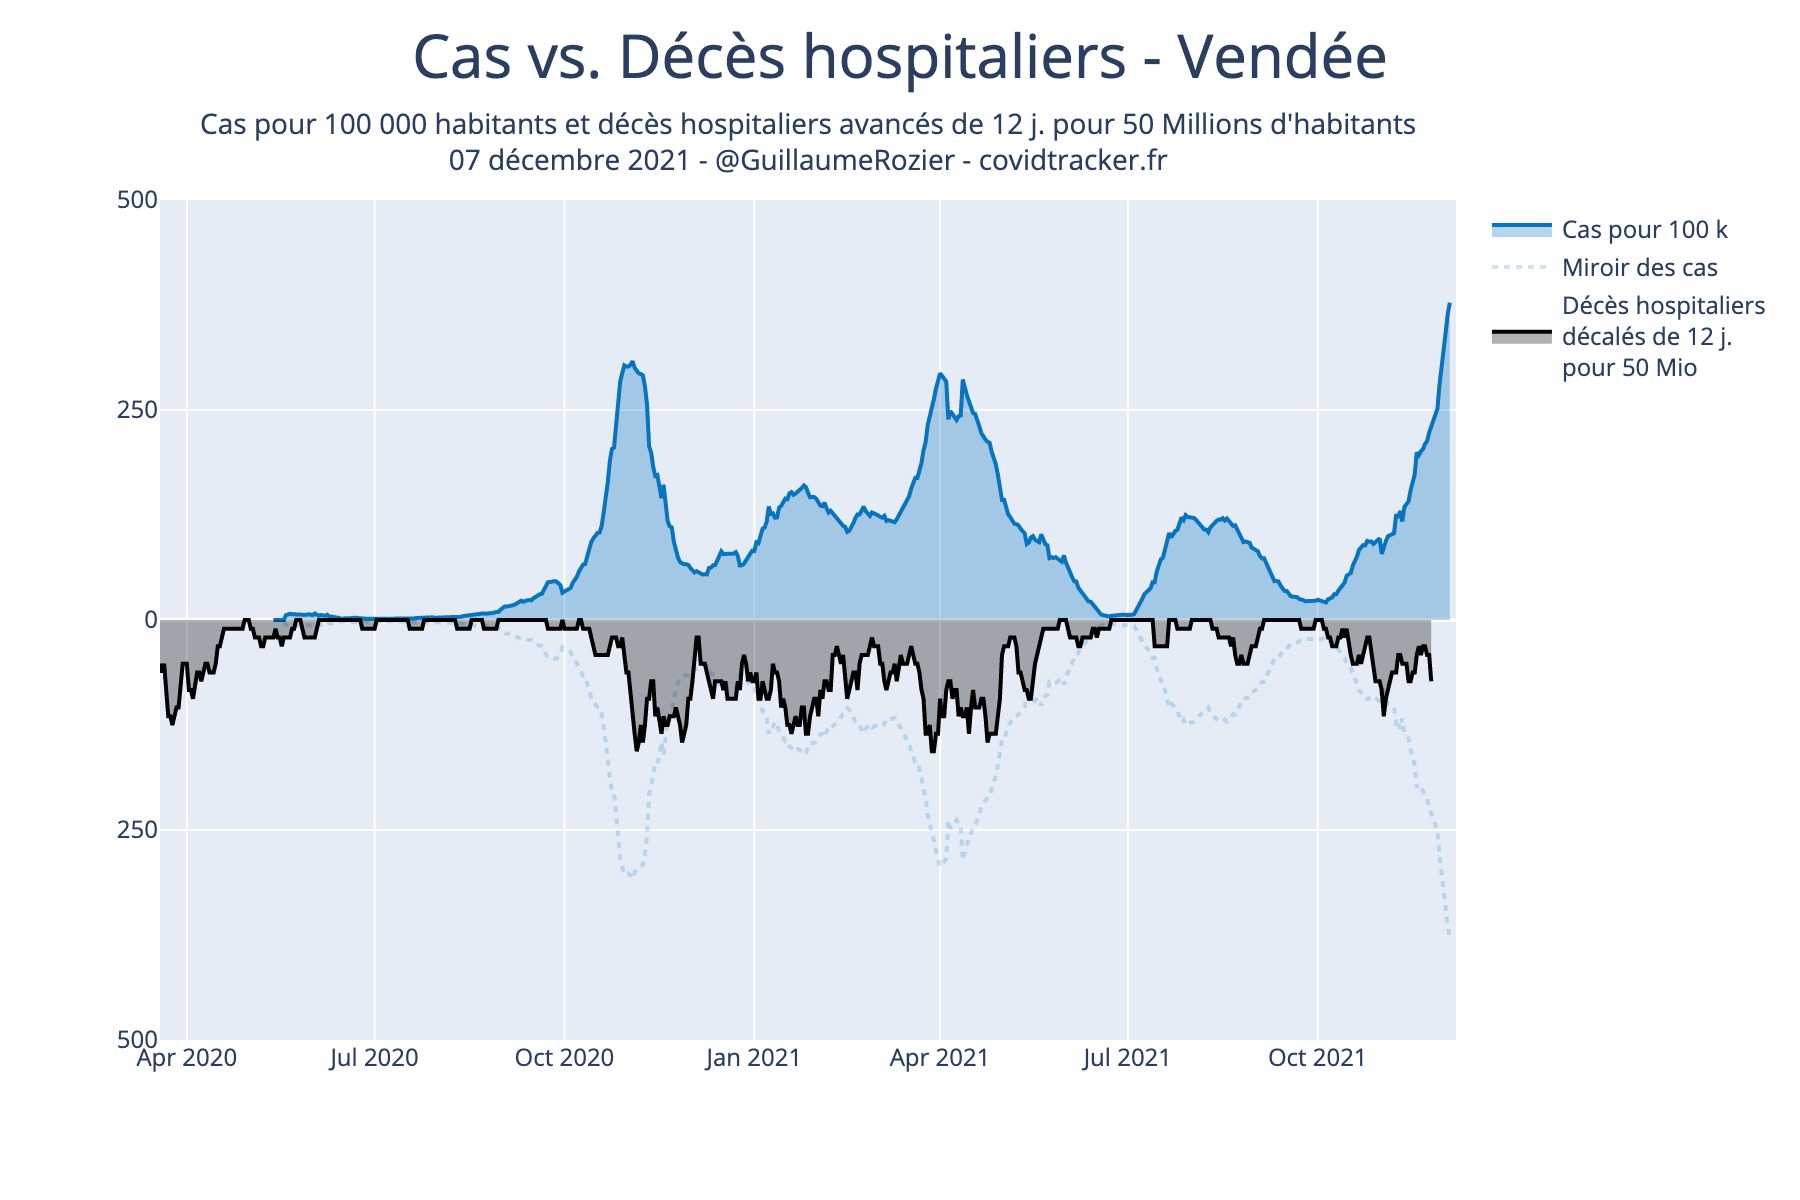 Cas vs. Décès hospitaliers - Vendée
Cas pour 100 000 habitants et décès hospitaliers avancés de 12 j. pour 50 Millions d'habitants
07 décembre 2021 - @GuillaumeRozier - covidtracker.fr
500
250
0
250
500
Apr 2020
Jul 2020
Oct 2020
Jan 2021
Apr 2021
Jul 2021
Oct 2021
Cas pour 100 k
Miroir des cas
Décès hospitaliers
décalés de 12 j.
pour 50 Mio